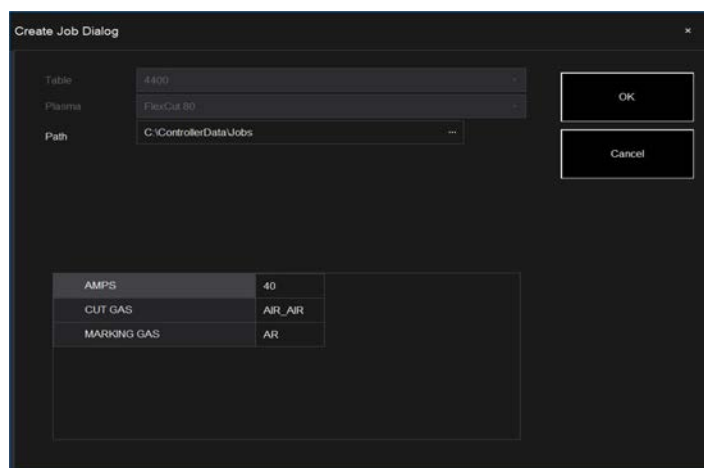 Create Job Dialog ×
Table 4400
Plasma FlexCut 80
Path C:\ControllerData\Jobs ...
OK
Cancel
AMPS 40
CUT GAS AIR_AIR
MARKING GAS AR